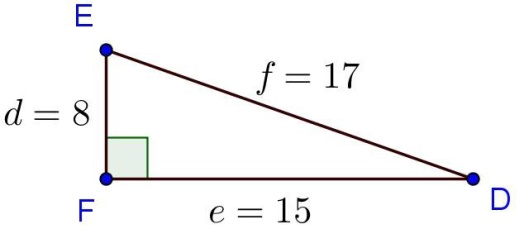 E
f = 17
d = 8
F
e = 15
D